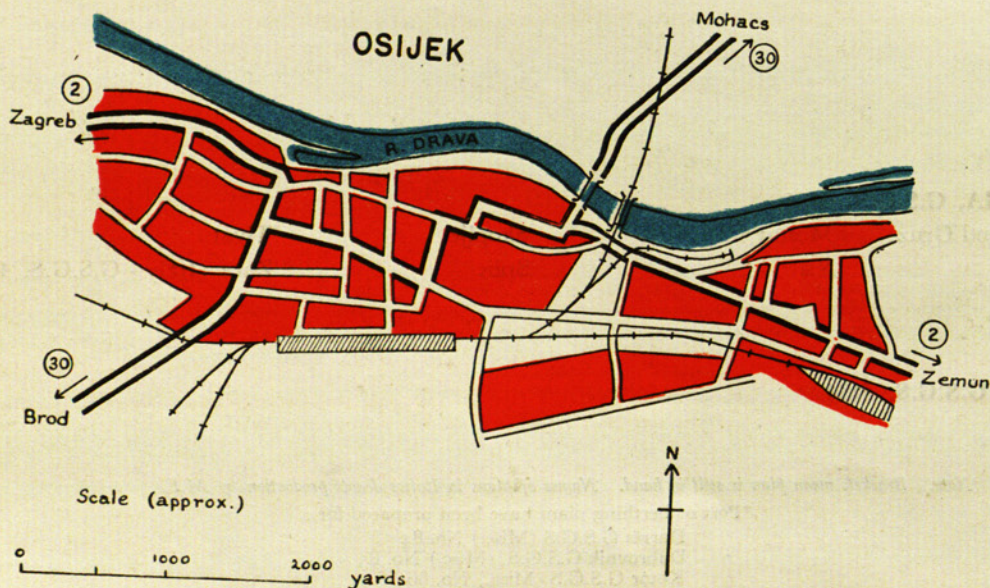 Mohacs
30
OSIJEK
2
Zagreb
R. DRAVA
2
Zemun
30
Brod
N
Scale (approx.)
0 1000 2000 yards